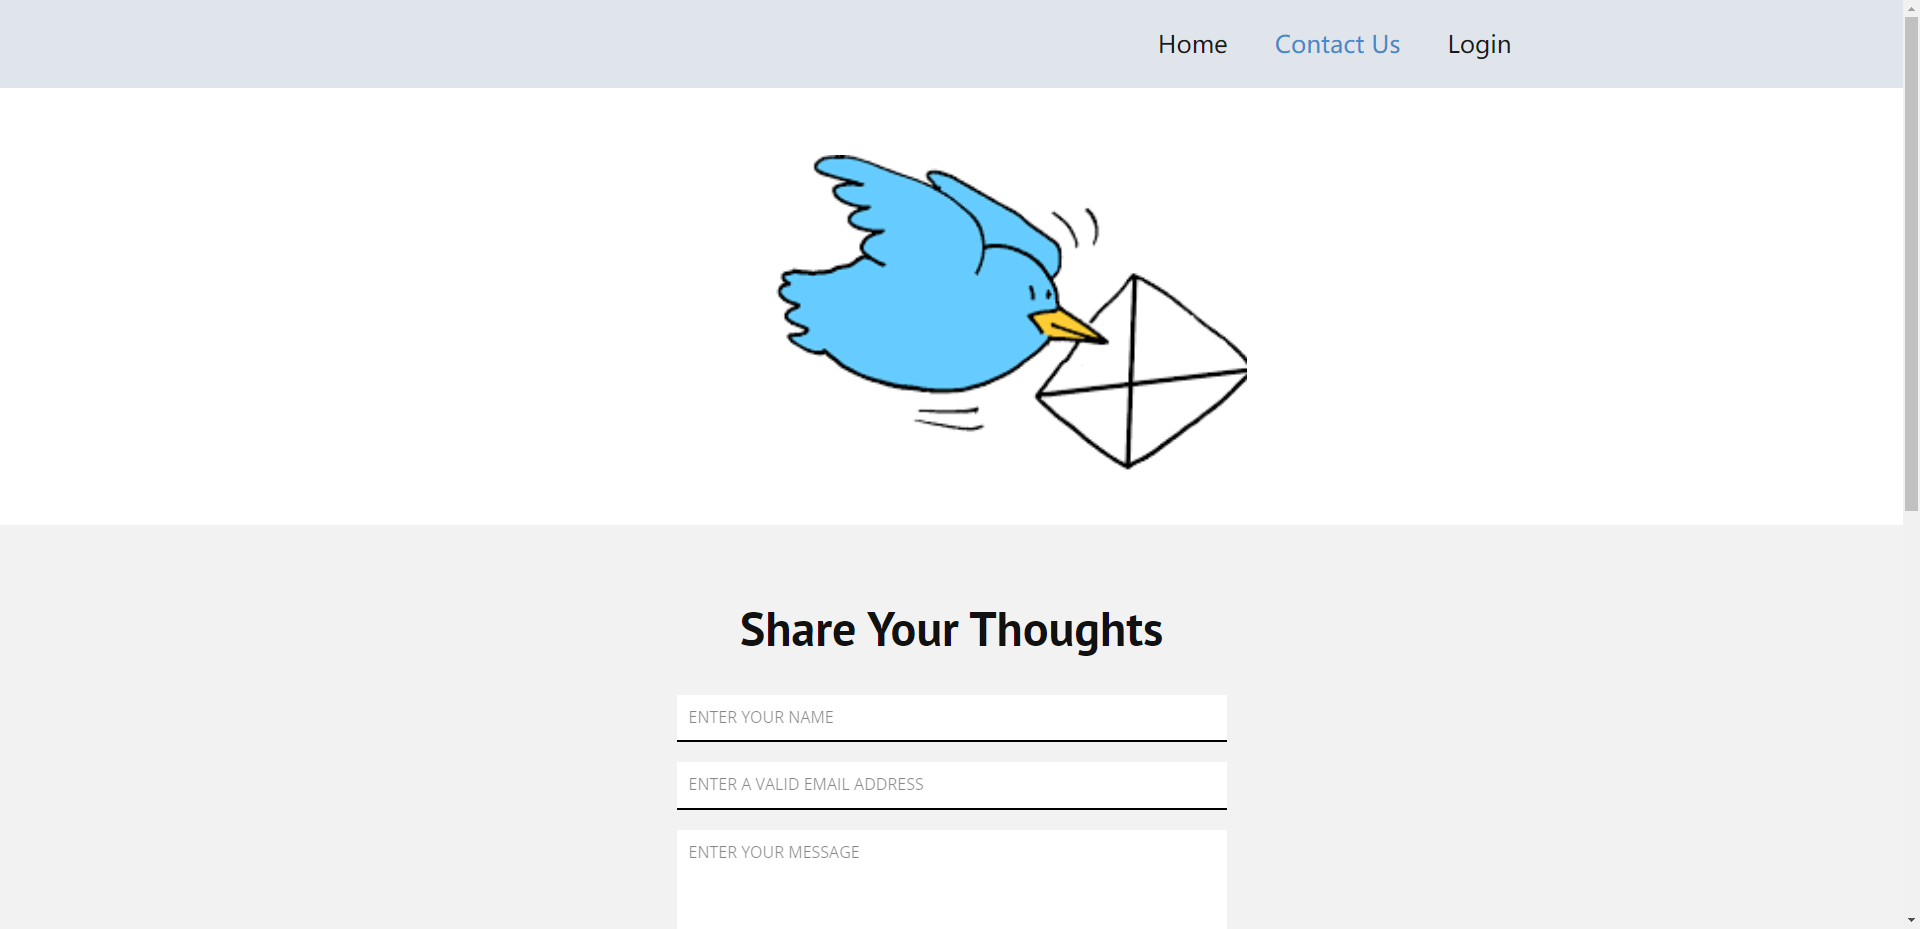 Home Contact Us Login
Share Your Thoughts
ENTER YOUR NAME
ENTER A VALID EMAIL ADDRESS
ENTER YOUR MESSAGE